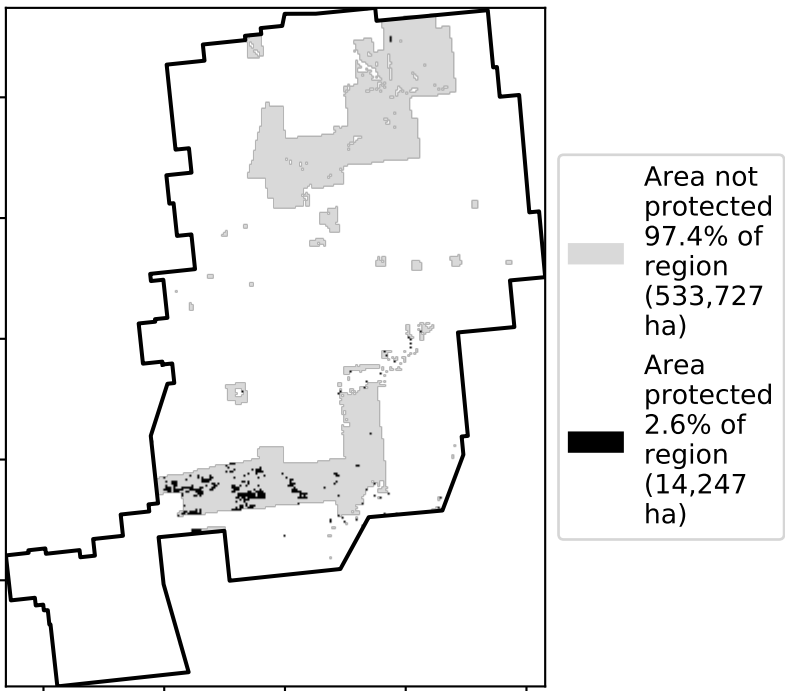 Area not
protected
97.4% of
region
(533,727
ha)
Area
protected
2.6% of
region
(14,247
ha)